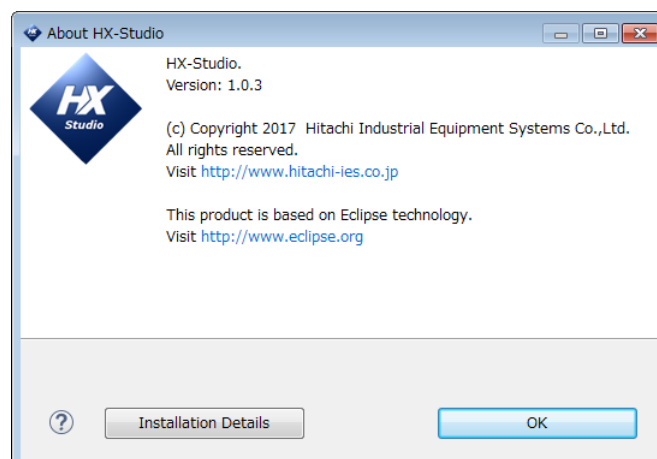 About HX-Studio
HX
Studio
HX-Studio.
Version: 1.0.3
(c) Copyright 2017 Hitachi Industrial Equipment Systems Co.,Ltd.
All rights reserved.
Visit http://www.hitachi-ies.co.jp
This product is based on Eclipse technology.
Visit http://www.eclipse.org
?
Installation Details
OK